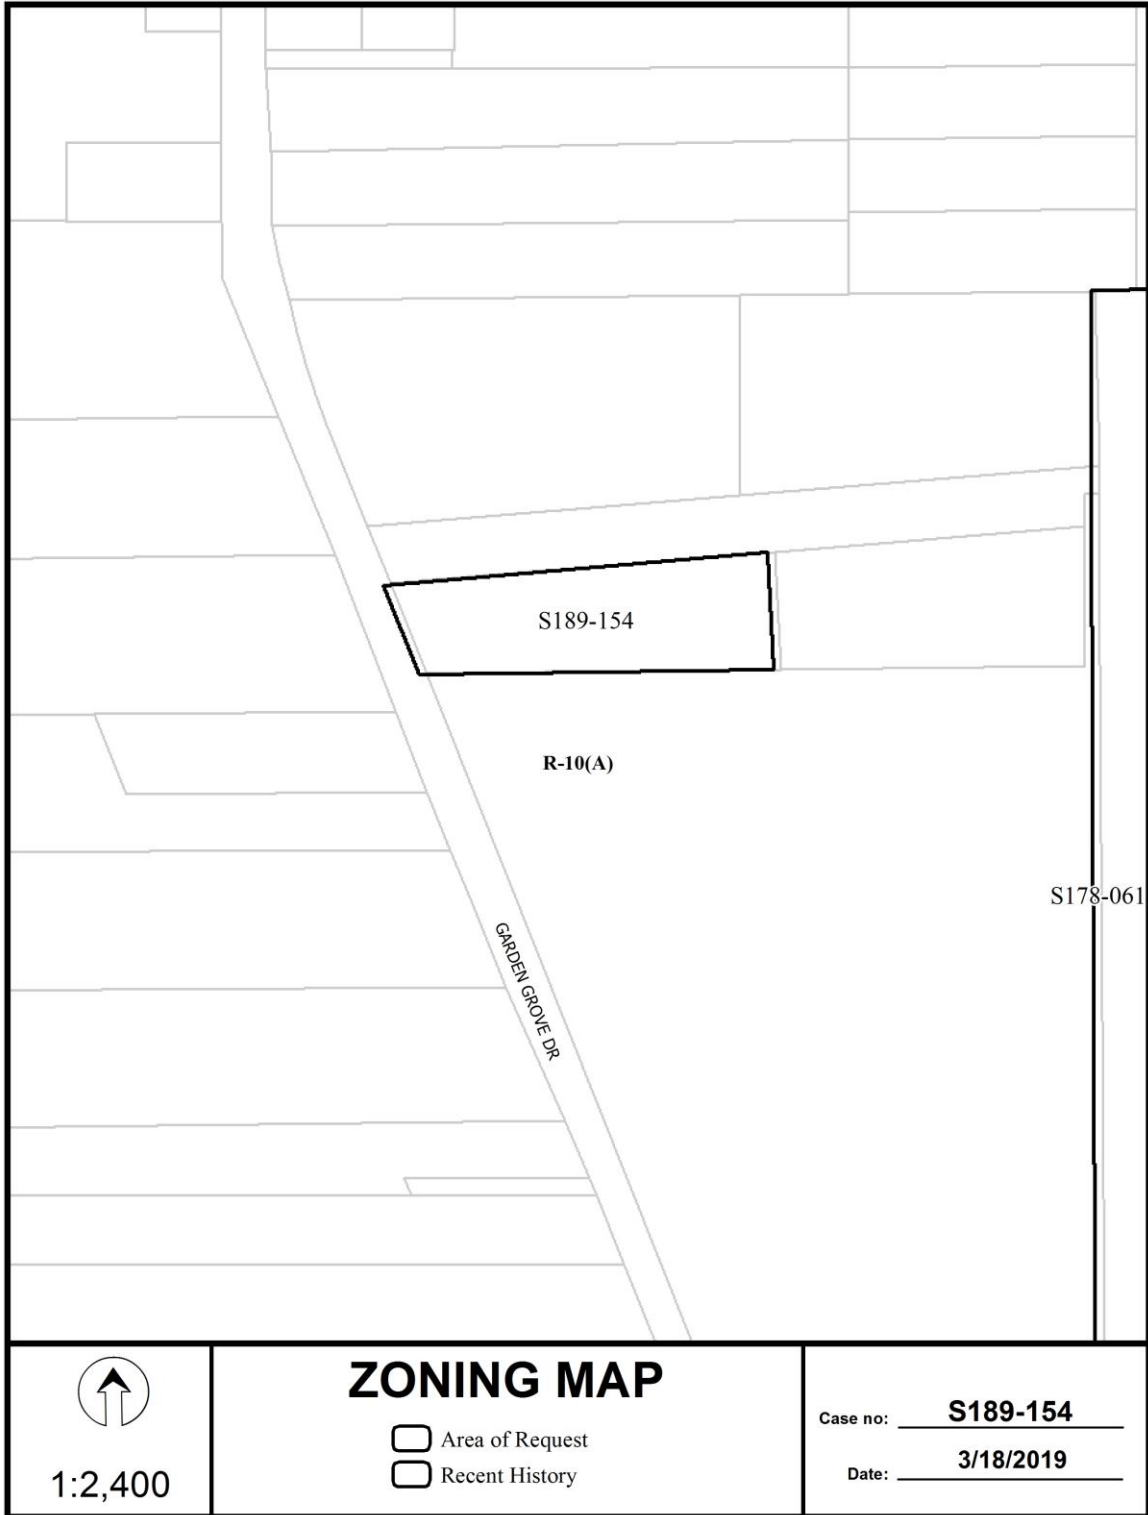 S189-154
R-10(A)
S178-061
GARDEN GROVE DR
1:2,400
ZONING MAP
Area of Request
Recent History
Case no: S189-154
Date: 3/18/2019